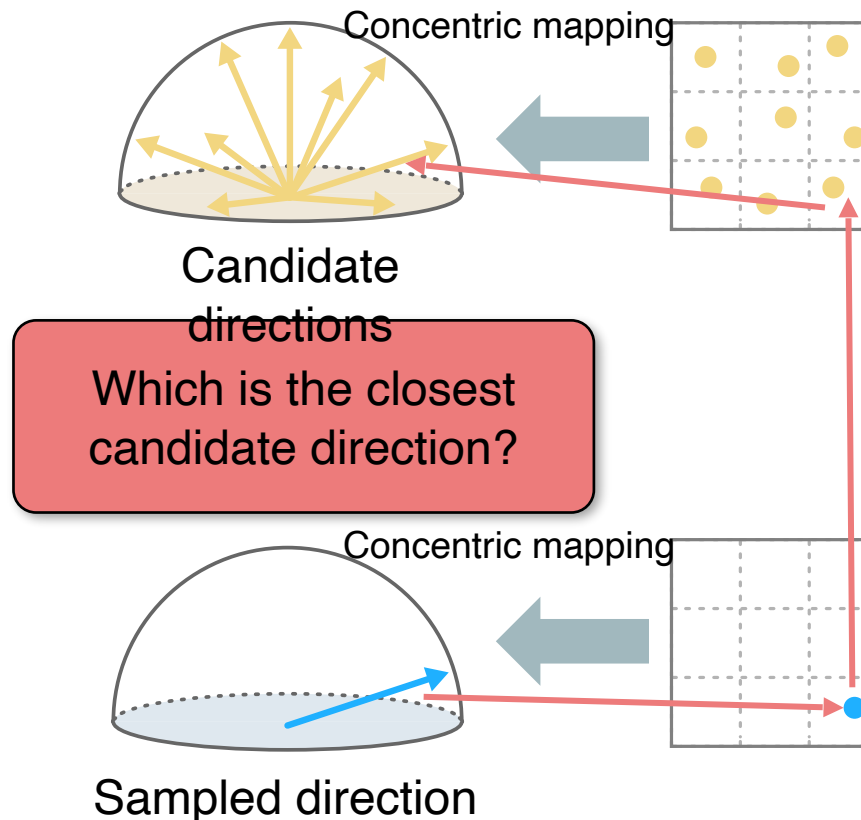 Concentric mapping
Candidate
directions
Which is the closest
candidate direction?
Concentric mapping
Sampled direction